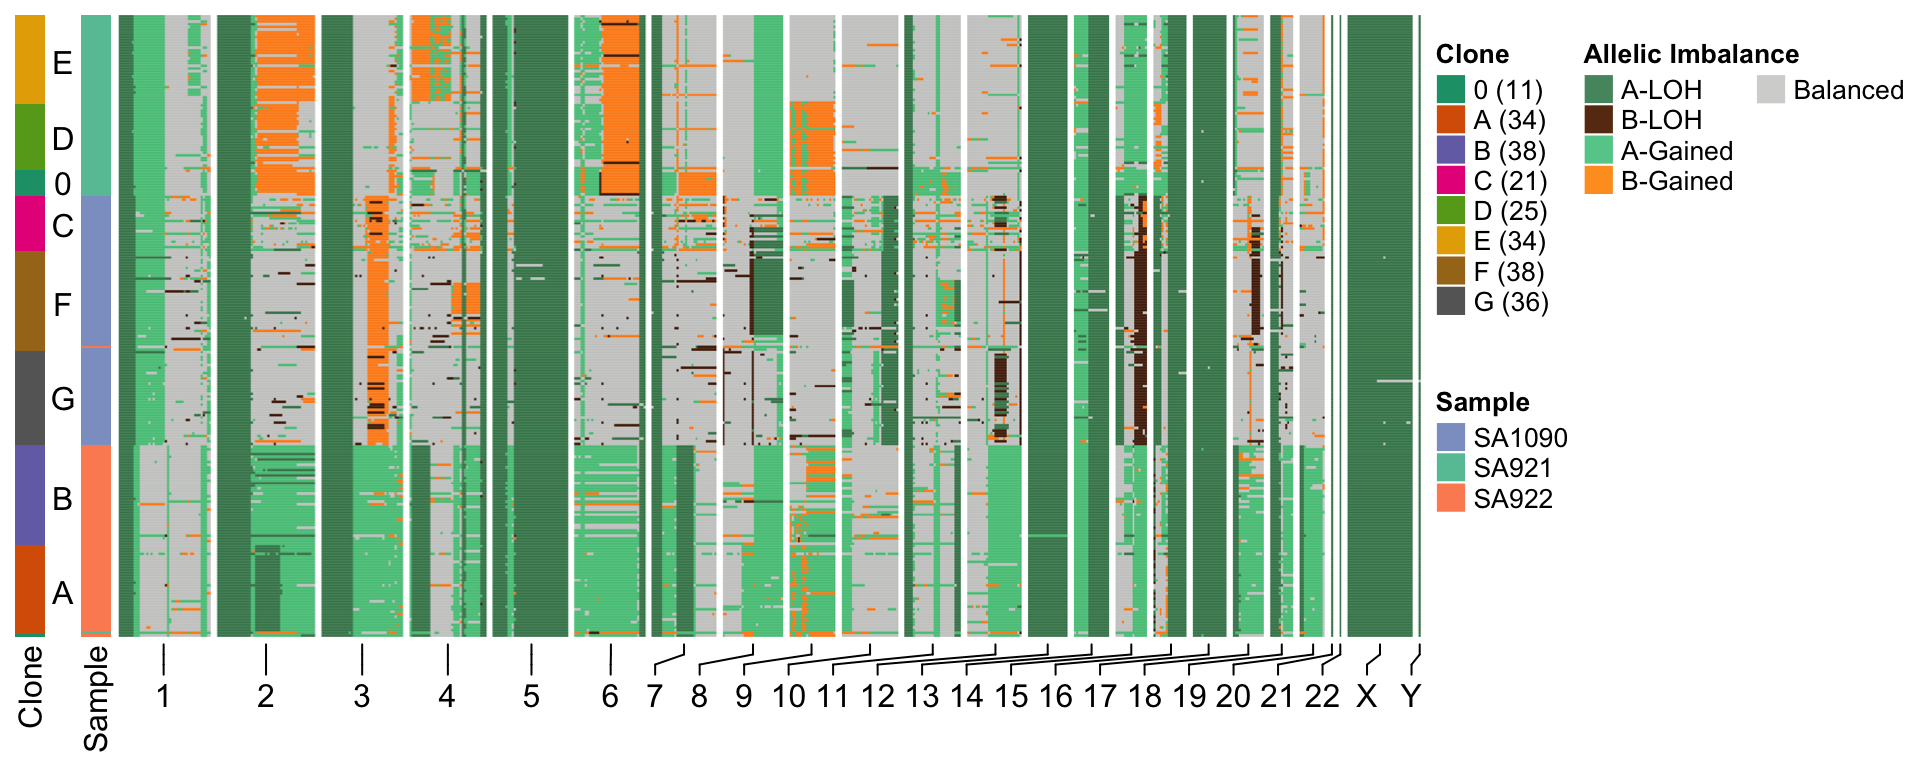 E
D
0
C
F
G
B
A
Clone
Sample
1 2 3 4 5 6 7 8 9 10 11 12 13 14 15 16 17 18 19 20 21 22 X Y
Clone
0 (11)
A (34)
B (38)
C (21)
D (25)
E (34)
F (38)
G (36)
Allelic Imbalance
A-LOH
B-LOH
A-Gained
B-Gained
Balanced
Sample
SA1090
SA921
SA922